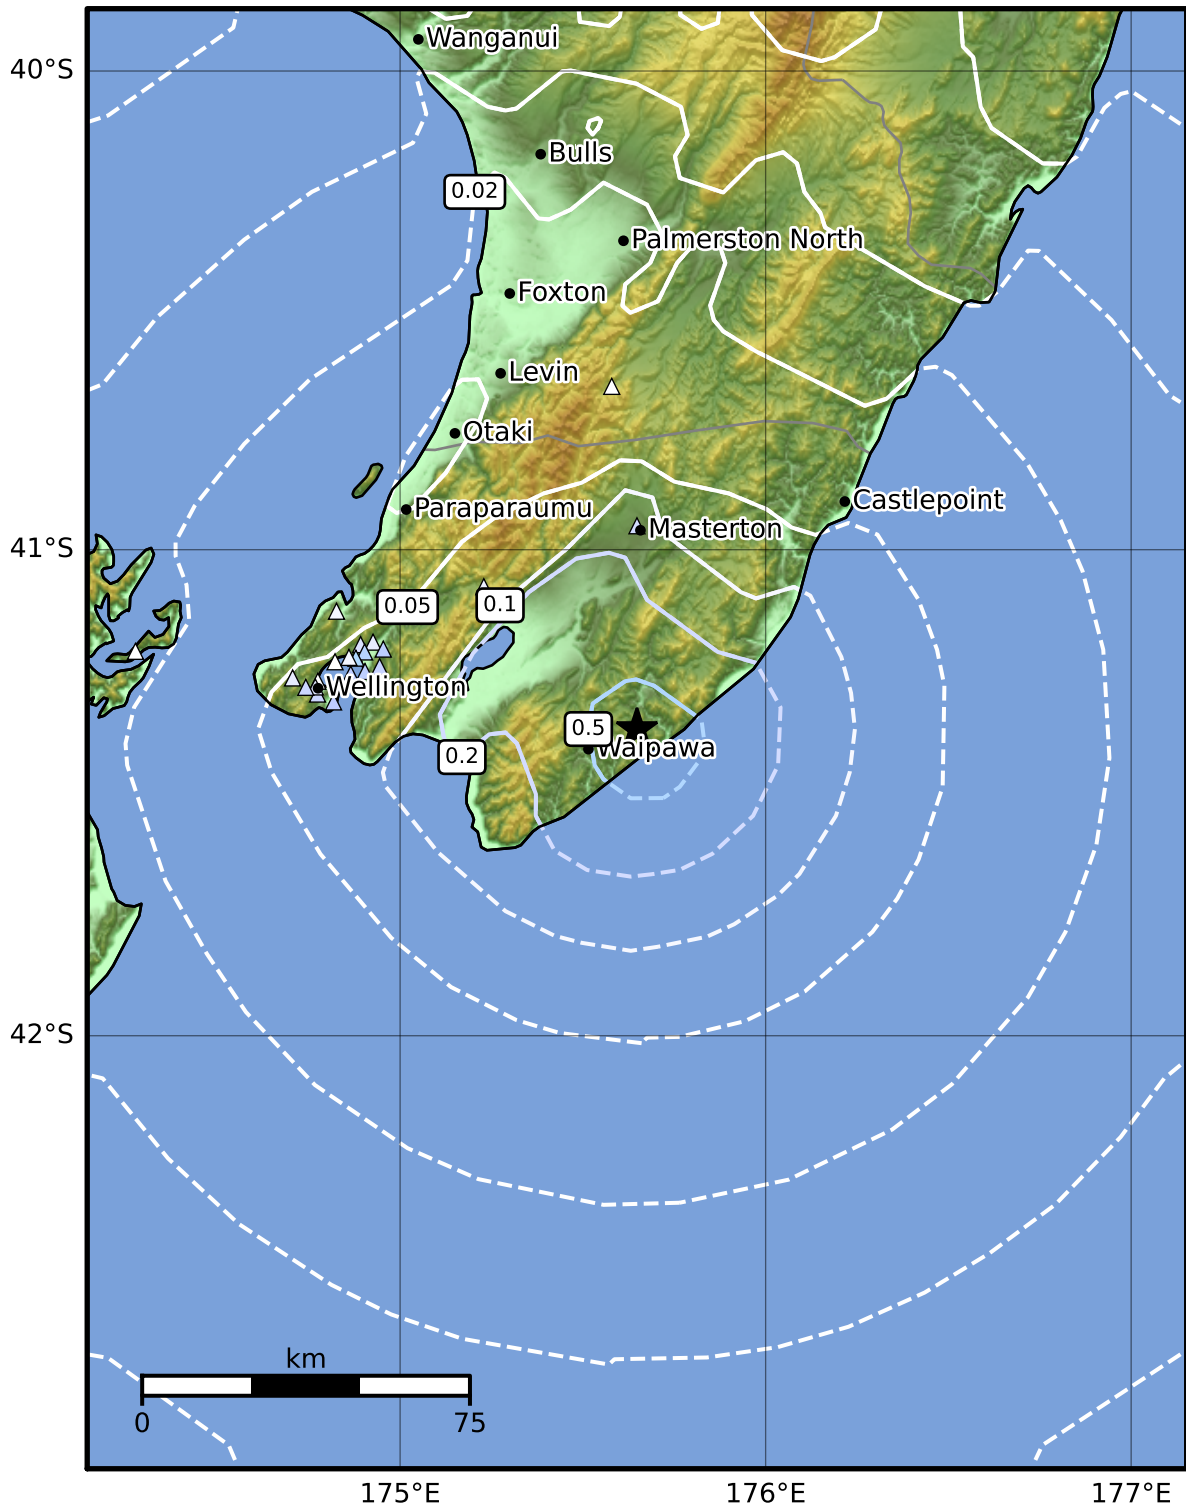 Wanganui
40°S
Bulls
0.02
Palmerston North
Foxton
Levin
Otaki
Castlepoint
Paraparaumu
Masterton
41°S
0.05
0.1
Wellington
0.5
Waipawa
0.2
42°S
km
0 75
175°E 176°E 177°E